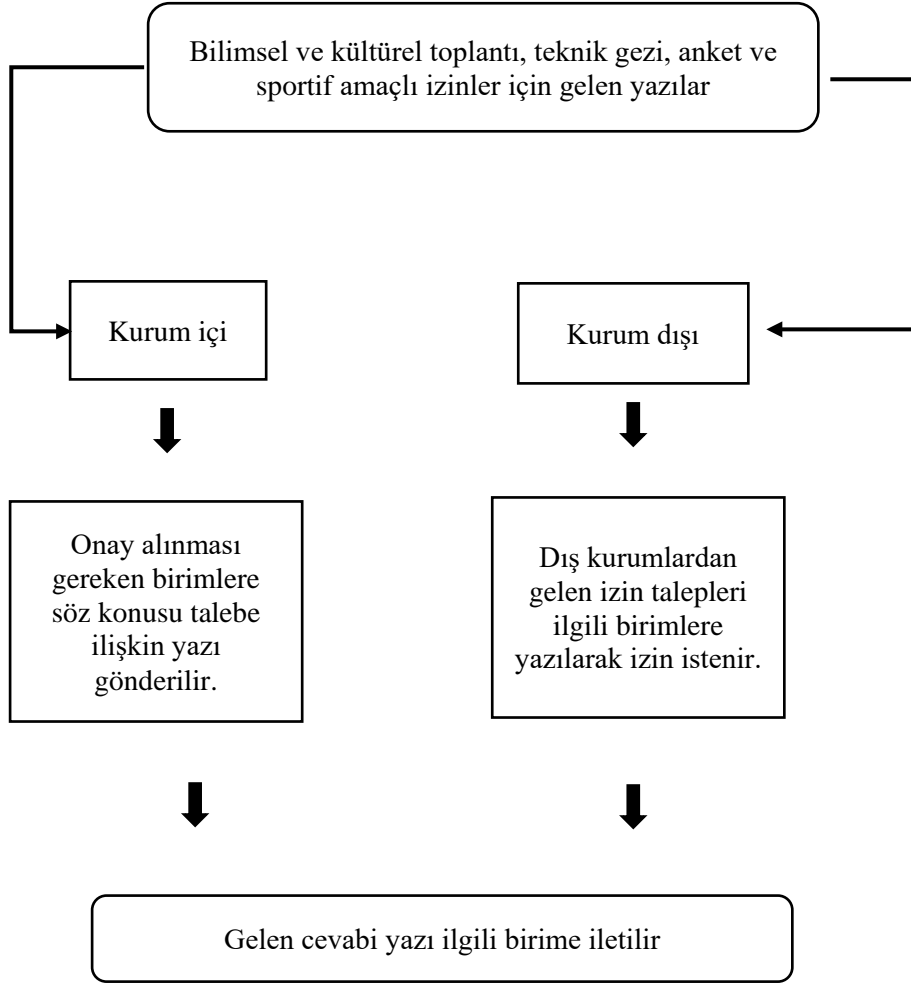 Bilimsel ve kültürel toplantı, teknik gezi, anket ve
sportif amaçlı izinler için gelen yazılar
Kurum içi
Kurum dışı
Onay alınması
gereken birimlere
söz konusu talebe
ilişkin yazı
gönderilir.
Dış kurumlardan
gelen izin talepleri
ilgili birimlere
yazılarak izin istenir.
Gelen cevabi yazı ilgili birime iletilir